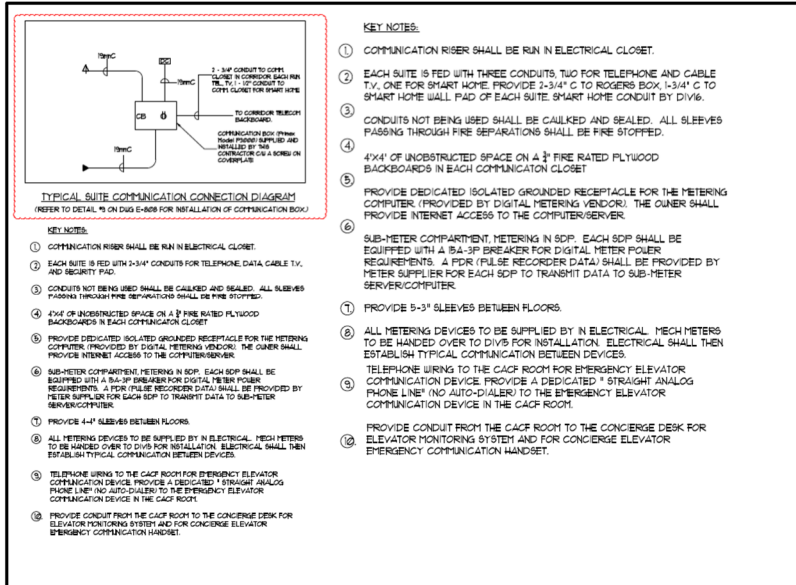 19mmC
19mmC
19mmC
CB
2 - 3/4" CONDUIT TO COMM.
CLOSET IN CORRIDOR EACH RUN
TEL., TV, 1 - 1/2" CONDUIT TO
COMM. CLOSET FOR SMART HOME
TO CORRIDOR TELECOM
BACKBOARD.
COMMUNICATION BOX (Primex
Model P3000) SUPPLIED AND
INSTALLED BY THIS
CONTRACTOR C/W A SCREW ON
COVERPLATE
TYPICAL SUITE COMMUNICATION CONNECTION DIAGRAM
(REFER TO DETAIL #5 ON DWG E-808 FOR INSTALLATION OF COMMUNICATION BOX.)
KEY NOTES:
1. COMMUNICATION RISER SHALL BE RUN IN ELECTRICAL CLOSET.
2. EACH SUITE IS FED WITH 2-3/4" CONDUITS FOR TELEPHONE, DATA, CABLE T.V.,
AND SECURITY PAD.
3. CONDUITS NOT BEING USED SHALL BE CAULKED AND SEALED. ALL SLEEVES
PASSING THROUGH FIRE SEPARATIONS SHALL BE FIRE STOPPED.
4. 4'X4' OF UNOBSTRUCTED SPACE ON A FIRE RATED PLYWOOD
BACKBOARDS IN EACH COMMUNICATON CLOSET
5. PROVIDE DEDICATED ISOLATED GROUNDED RECEPTACLE FOR THE METERING
COMPUTER. (PROVIDED BY DIGITAL METERING VENDOR). THE OWNER SHALL
PROVIDE INTERNET ACCESS TO THE COMPUTER/SERVER.
6. SUB-METER COMPARTMENT, METERING IN SDP. EACH SDP SHALL BE
EQUIPPED WITH A 15A-3P BREAKER FOR DIGITAL METER POWER
REQUIREMENTS. A PDR (PULSE RECORDER DATA) SHALL BE PROVIDED BY
METER SUPPLIER FOR EACH SDP TO TRANSMIT DATA TO SUB-METER
SERVER/COMPUTER.
7. PROVIDE 4-4" SLEEVES BETWEEN FLOORS.
8. ALL METERING DEVICES TO BE SUPPLIED BY IN ELECTRICAL. MECH METERS
TO BE HANDED OVER TO DIV15 FOR INSTALLATION. ELECTRICAL SHALL THEN
ESTABLISH TYPICAL COMMUNICATION BETWEEN DEVICES.
9. TELEPHONE WIRING TO THE CACF ROOM FOR EMERGENCY ELEVATOR
COMMUNICATION DEVICE. PROVIDE A DEDICATED " STRAIGHT ANALOG
PHONE LINE" (NO AUTO-DIALER) TO THE EMERGENCY ELEVATOR
COMMUNICATION DEVICE IN THE CACF ROOM.
10. PROVIDE CONDUIT FROM THE CACF ROOM TO THE CONCIERGE DESK FOR
ELEVATOR MONITORING SYSTEM AND FOR CONCIERGE ELEVATOR
EMERGENCY COMMUNICATION HANDSET.
KEY NOTES:
1. COMMUNICATION RISER SHALL BE RUN IN ELECTRICAL CLOSET.
2. EACH SUITE IS FED WITH THREE CONDUITS, TWO FOR TELEPHONE AND CABLE
T.V., ONE FOR SMART HOME. PROVIDE 2-3/4" C TO ROGERS BOX, 1-3/4" C TO
SMART HOME WALL PAD OF EACH SUITE. SMART HOME CONDUIT BY DIV16.
3. CONDUITS NOT BEING USED SHALL BE CAULKED AND SEALED. ALL SLEEVES
PASSING THROUGH FIRE SEPARATIONS SHALL BE FIRE STOPPED.
4. 4'X4' OF UNOBSTRUCTED SPACE ON A FIRE RATED PLYWOOD
BACKBOARDS IN EACH COMMUNICATON CLOSET
5. PROVIDE DEDICATED ISOLATED GROUNDED RECEPTACLE FOR THE METERING
COMPUTER. (PROVIDED BY DIGITAL METERING VENDOR). THE OWNER SHALL
PROVIDE INTERNET ACCESS TO THE COMPUTER/SERVER.
6. SUB-METER COMPARTMENT, METERING IN SDP. EACH SDP SHALL BE
EQUIPPED WITH A 15A-3P BREAKER FOR DIGITAL METER POWER
REQUIREMENTS. A PDR (PULSE RECORDER DATA) SHALL BE PROVIDED BY
METER SUPPLIER FOR EACH SDP TO TRANSMIT DATA TO SUB-METER
SERVER/COMPUTER.
7. PROVIDE 5-3" SLEEVES BETWEEN FLOORS.
8. ALL METERING DEVICES TO BE SUPPLIED BY IN ELECTRICAL. MECH METERS
TO BE HANDED OVER TO DIV15 FOR INSTALLATION. ELECTRICAL SHALL THEN
ESTABLISH TYPICAL COMMUNICATION BETWEEN DEVICES.
9. TELEPHONE WIRING TO THE CACF ROOM FOR EMERGENCY ELEVATOR
COMMUNICATION DEVICE. PROVIDE A DEDICATED " STRAIGHT ANALOG
PHONE LINE" (NO AUTO-DIALER) TO THE EMERGENCY ELEVATOR
COMMUNICATION DEVICE IN THE CACF ROOM.
10. PROVIDE CONDUIT FROM THE CACF ROOM TO THE CONCIERGE DESK FOR
ELEVATOR MONITORING SYSTEM AND FOR CONCIERGE ELEVATOR
EMERGENCY COMMUNICATION HANDSET.